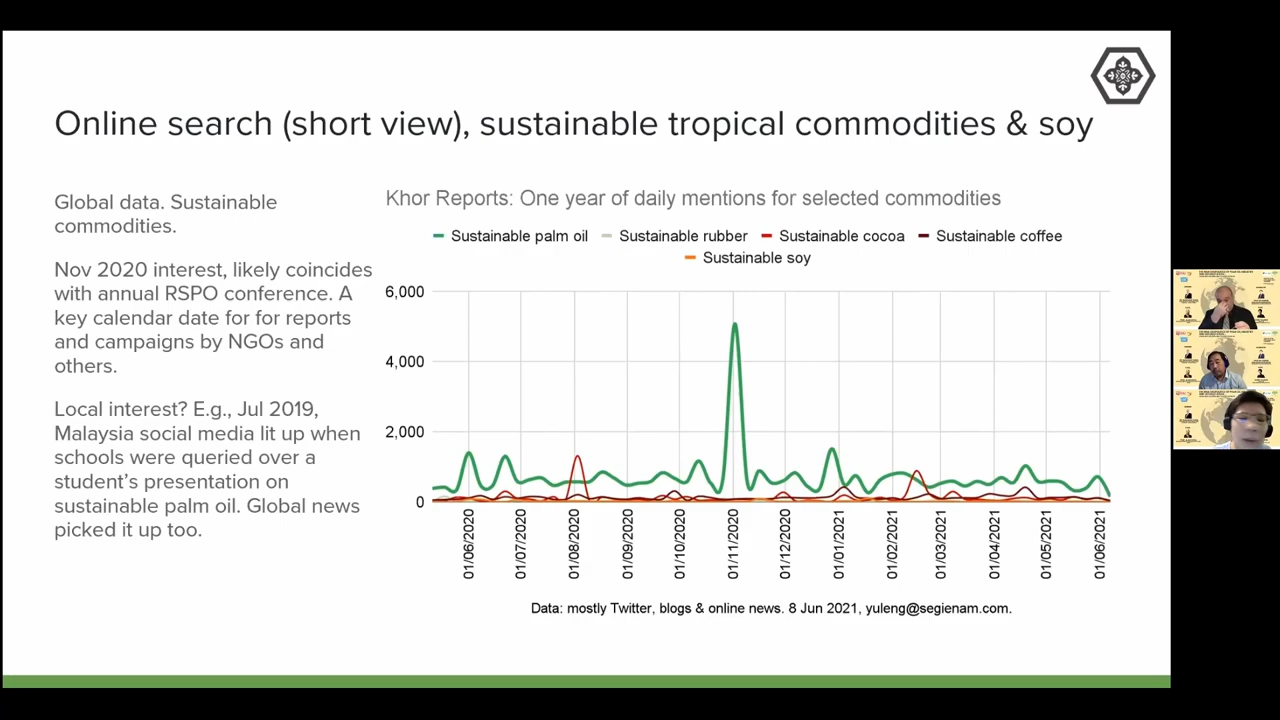 Online search (short view), sustainable tropical commodities & soy
Global data. Sustainable
commodities.
Nov 2020 interest, likely coincides
with annual RSPO conference. A
key calendar date for for reports
and campaigns by NGOs and
others.
Local interest? E.g., Jul 2019,
Malaysia social media lit up when
schools were queried over a
student's presentation on
sustainable palm oil. Global news
picked it up too.
Khor Reports: One year of daily mentions for selected commodities
Sustainable palm oil
Sustainable rubber
Sustainable cocoa
Sustainable coffee
Sustainable soy
6,000
4,000
2,000
0
01/06/2020
01/07/2020
01/08/2020
01/09/2020
01/10/2020
01/11/2020
01/12/2020
01/01/2021
01/02/2021
01/03/2021
01/04/2021
01/05/2021
01/06/2021
Data: mostly Twitter, blogs & online news. 8 Jun 2021, yuleng@segienam.com.